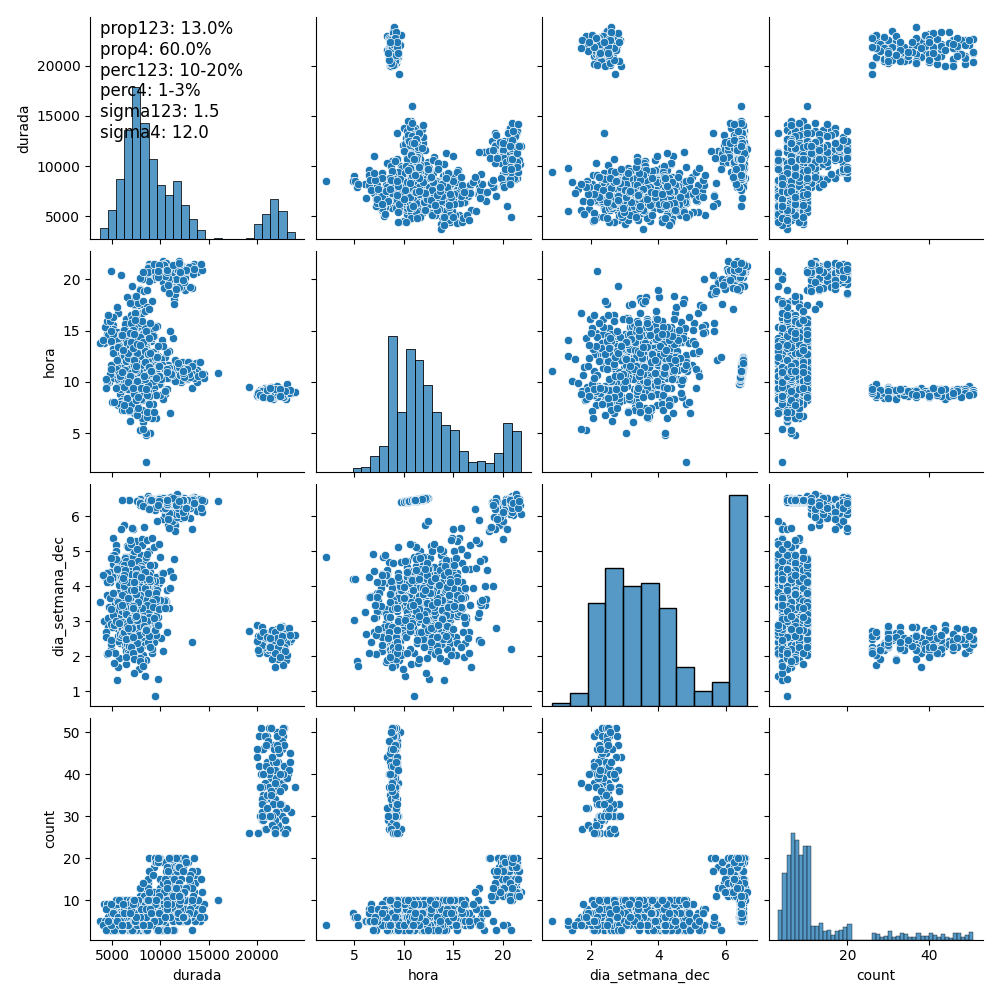 prop123: 13.0%
prop4: 60.0%
perc123: 10-20%
perc4: 1-3%
sigma123: 1.5
sigma4: 12.0
durada
20000
15000
10000
5000
hora
20
15
10
5
dia_setmana_dec
6
5
4
3
2
1
count
50
40
30
20
10
5000 10000 15000 20000
5 10 15 20
2 4 6
20 40
durada hora dia_setmana_dec count